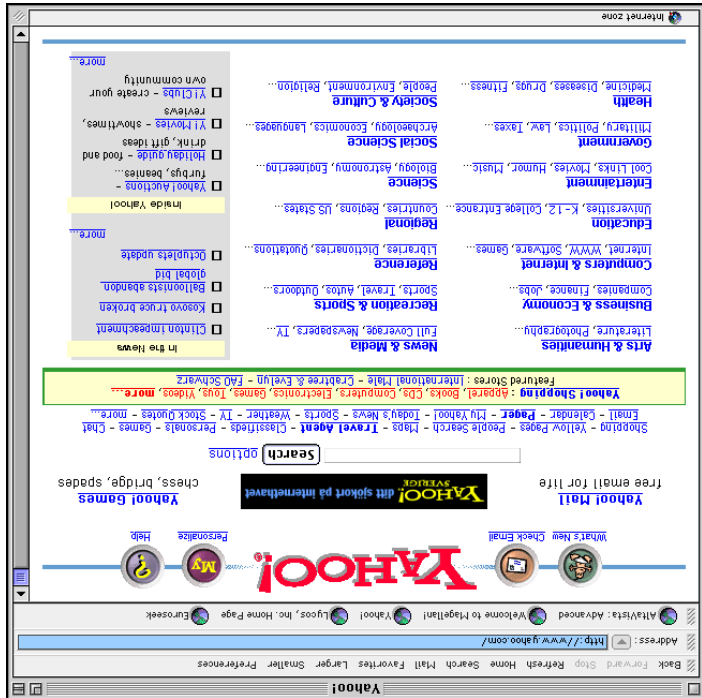 Yahoo!
Back Forward Stop Refresh Home Search Mail Favorites Larger Smaller Preferences
Address: http://www.yahoo.com/
AltaVista: Advanced Welcome to Magellan! Yahoo! Lycos, Inc. Home Page Euroseek
YAHOO!
My
?
What's New Check Email Personalize Help
Yahoo! Mail
free email for life
YAHOO! SVERIGE ditt sjökort på internethavet
Yahoo! Games
chess, bridge, spades
Search options
Shopping - Yellow Pages - People Search - Maps - Travel Agent - Classifieds - Personals - Games - Chat
Email - Calendar - Pager - My Yahoo! - Today's News - Sports - Weather - TV - Stock Quotes - more...
Yahoo! Shopping : Apparel, Books, CDs, Computers, Electronics, Games, Toys, Videos, more...
Featured Stores : International Male - Crabtree & Evelyn - FAO Schwarz
Arts & Humanities
Literature, Photography...
Business & Economy
Companies, Finance, Jobs...
Computers & Internet
Internet, WWW, Software, Games...
Education
Universities, K-12, College Entrance...
Entertainment
Cool Links, Movies, Humor, Music...
Government
Military, Politics, Law, Taxes...
Health
Medicine, Diseases, Drugs, Fitness...
News & Media
Full Coverage, Newspapers, TV...
Recreation & Sports
Sports, Travel, Autos, Outdoors...
Reference
Libraries, Dictionaries, Quotations
Regional
Countries, Regions, US States...
Science
Biology, Astronomy, Engineering...
Social Science
Archaeology, Economics, Languages...
Society & Culture
People, Environment, Religion...
In the News
Clinton impeachment
Kosovo truce broken
Balloonists abandon
global bid
Octuplets update
more...
Inside Yahoo!
Yahoo! Auctions -
furbys, beanies...
Holiday guide - food and
drink, gift ideas
Y! Movies - showtimes,
reviews
Y! Clubs - create your
own community
more...
Internet zone